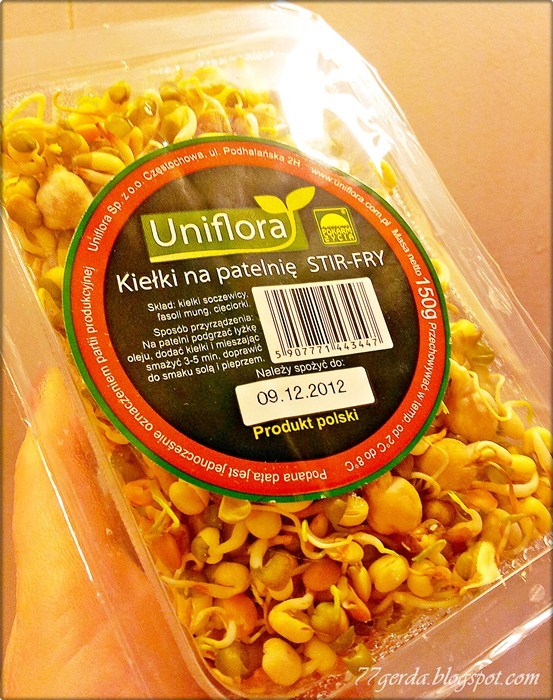 Uniflora Sp. z o.o. Częstochowa, ul. Podhalańska 2H
www.uniflora.com.pl
Masa netto 150g Przechowywać w temp. od 2°C do 8°C
Uniflora
POKARM
ŻYCIA
Kiełki na patelnię STIR-FRY
Skład: kiełki soczewicy,
fasoli mung, cieciorki.
Sposób przyrządzenia:
Na patelni podgrzać łyżkę
oleju, dodać kiełki i mieszając
smażyć 3-5 min. doprawić
do smaku solą i pieprzem.
5 907771 443447
Należy spożyć do:
09.12.2012
Produkt polski
Podana data jest jednocześnie oznaczeniem partii produkcyjnej
77gerda.blogspot.com